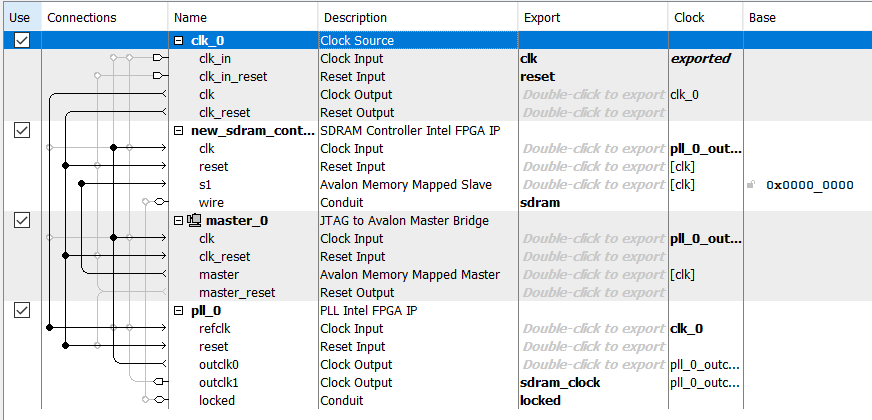 Use Connections Name Description Export Clock Base
clk_0 Clock Source
clk_in Clock Input clk exported
clk_in_reset Reset Input reset
clk Clock Output Double-click to export clk_0
clk_reset Reset Output Double-click to export
new_sdram_cont... SDRAM Controller Intel FPGA IP
clk Clock Input Double-click to export pll_0_out...
reset Reset Input Double-click to export [clk]
s1 Avalon Memory Mapped Slave Double-click to export [clk] 0x0000_0000
wire Conduit sdram
master_0 JTAG to Avalon Master Bridge
clk Clock Input Double-click to export pll_0_out...
clk_reset Reset Input Double-click to export
master Avalon Memory Mapped Master Double-click to export [clk]
master_reset Reset Output Double-click to export
pll_0 PLL Intel FPGA IP
refclk Clock Input Double-click to export clk_0
reset Reset Input Double-click to export
outclk0 Clock Output Double-click to export pll_0_outc...
outclk1 Clock Output sdram_clock pll_0_outc...
locked Conduit locked